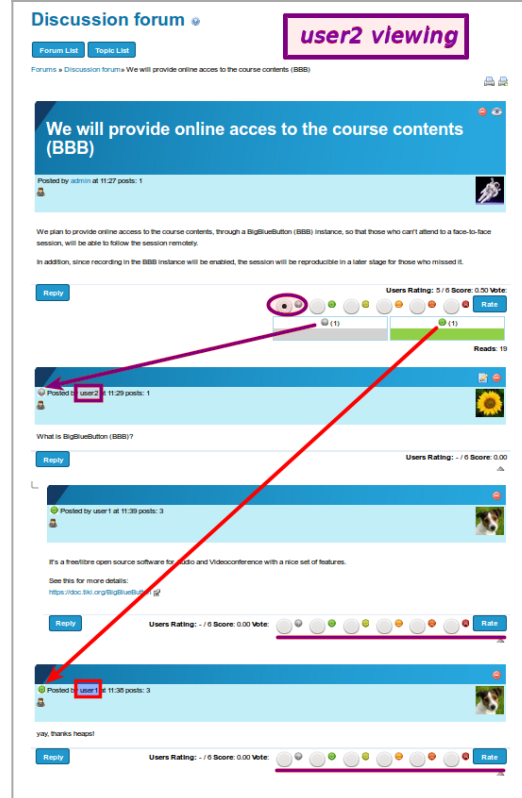 Discussion forum
user2 viewing
Forum List Topic List
Forums » Discussion forum» We will provide online acces to the course contents (BBB)
We will provide online acces to the course contents
(BBB)
Posted by admin at 11:27 posts: 1
We plan to provide online access to the course contents, through a BigBlueButton (BBB) instance, so that those who can't attend to a face-to-face
session, will be able to follow the session remotely.
In addition, since recording in the BBB instance will be enabled, the session will be reproducible in a later stage for those who missed it.
Reply
Users Rating: 5 / 6 Score: 0.50 Vote:
Rate
(1) (1)
Reads: 19
Posted by user2 at 11:29 posts: 1
What is BigBlueButton (BBB)?
Reply
Users Rating: - / 6 Score: 0.00
Posted by user1 at 11:39 posts: 3
It's a free/libre open source software for Audio and Videoconference with a nice set of features.
See this for more details:
https://doc.tiki.org/BigBlueButton
Reply
Users Rating: - / 6 Score: 0.00 Vote:
Rate
Posted by user1 at 11:38 posts: 3
yay, thanks heaps!
Reply
Users Rating: - / 6 Score: 0.00 Vote:
Rate